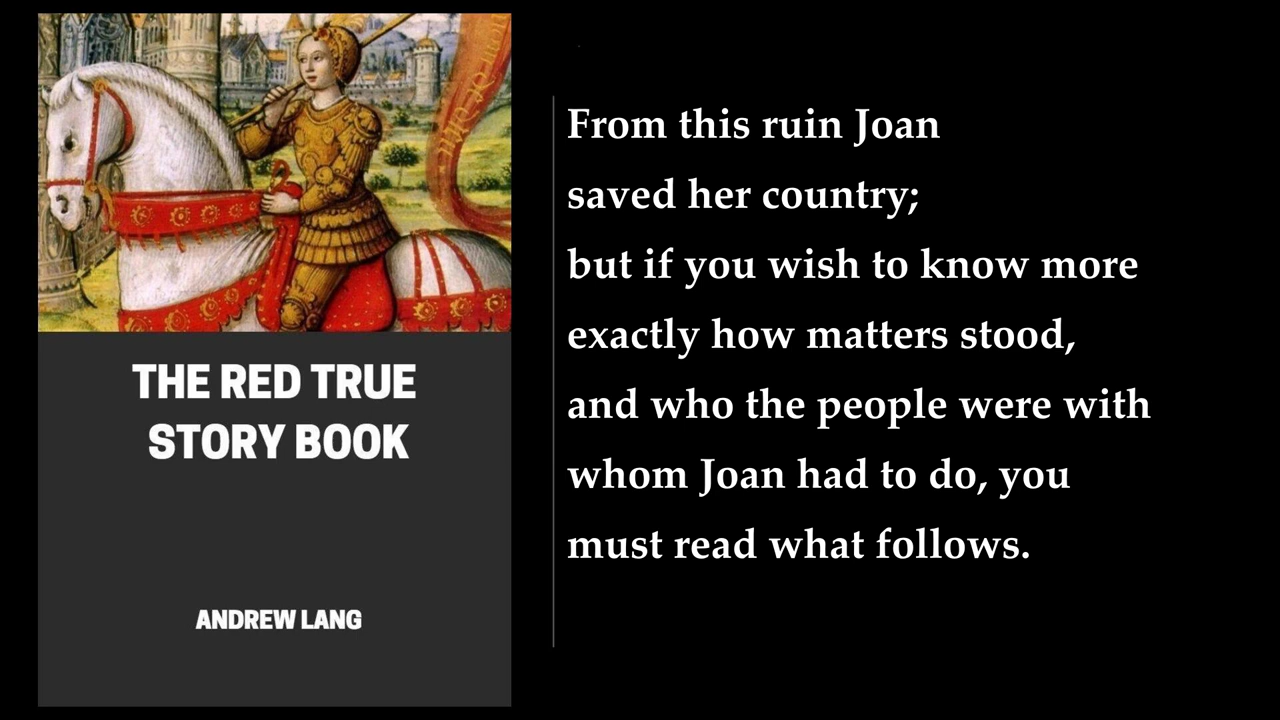 THE RED TRUE
STORY BOOK
ANDREW LANG
From this ruin Joan
saved her country;
but if you wish to know more
exactly how matters stood,
and who the people were with
whom Joan had to do, you
must read what follows.